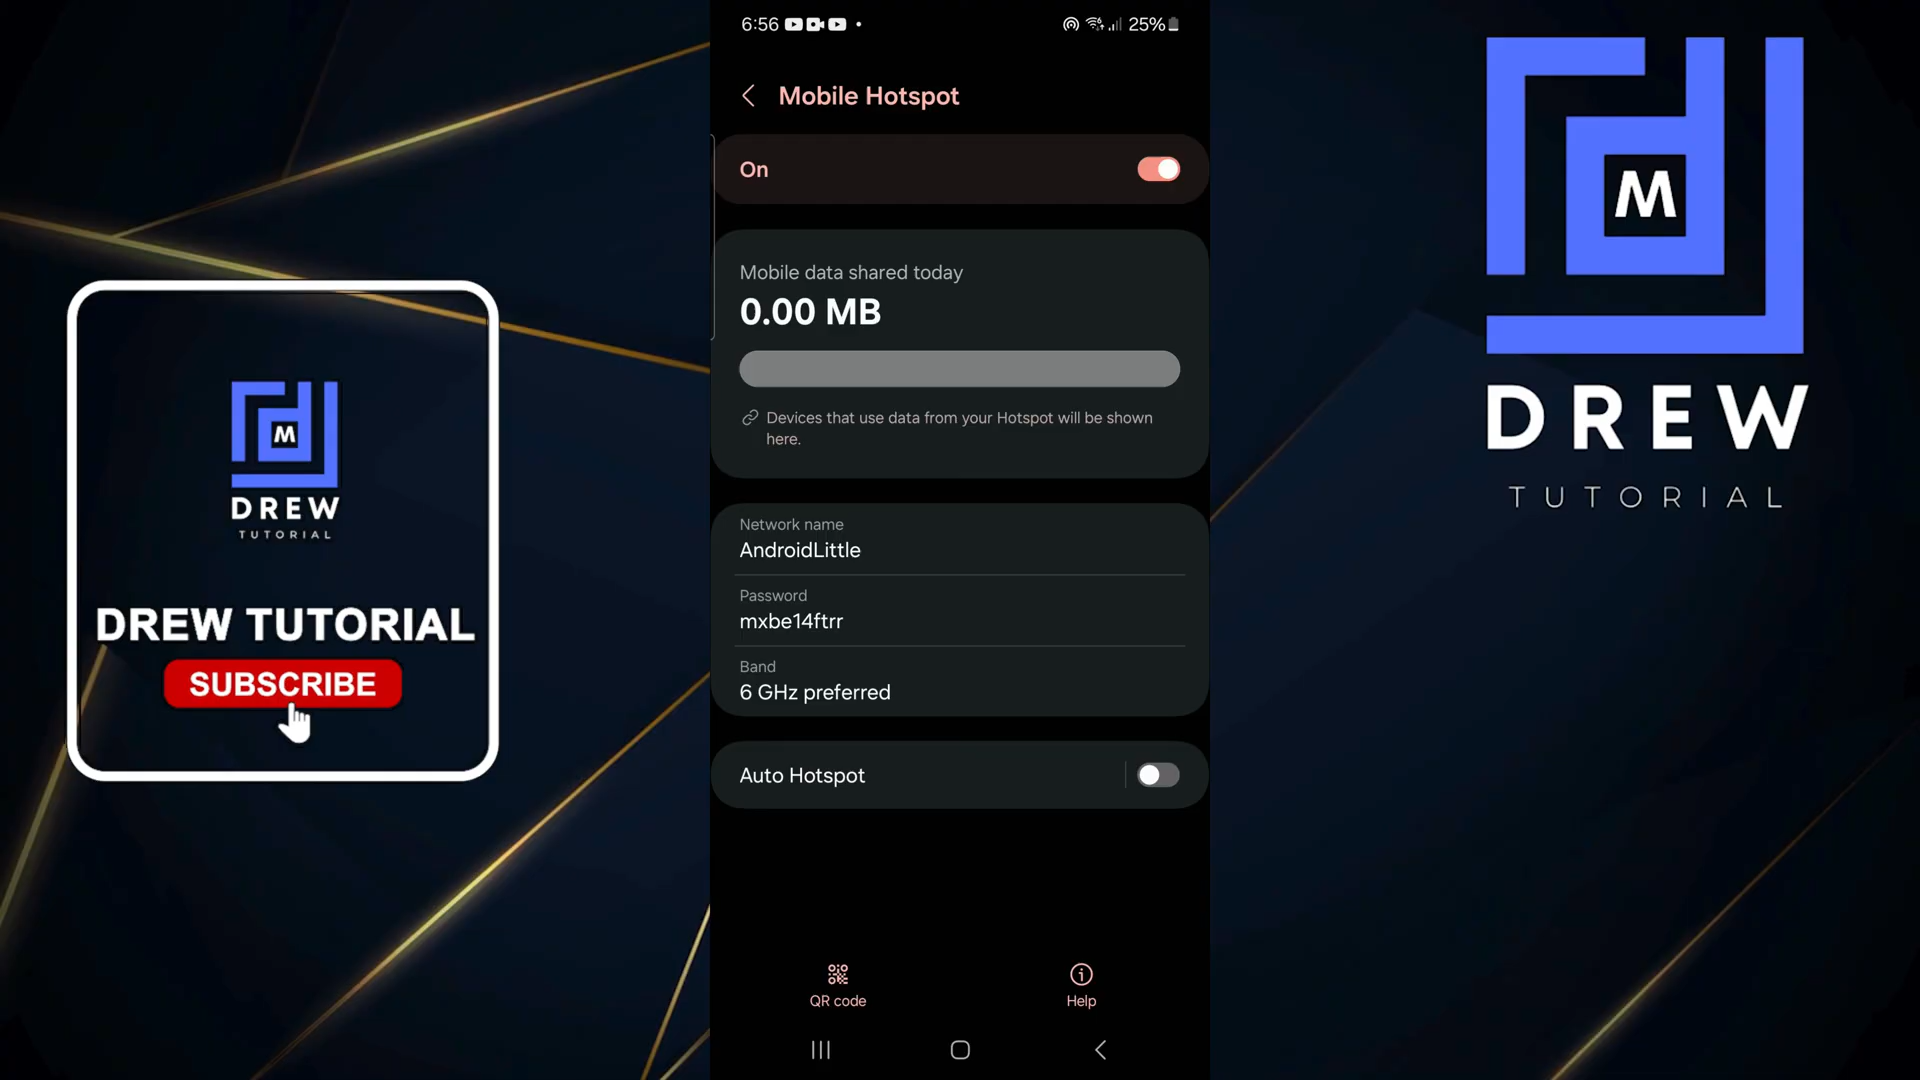 6:56
25%
Mobile Hotspot
On
Mobile data shared today
0.00 MB
Devices that use data from your Hotspot will be shown
here.
Network name
AndroidLittle
Password
mxbe14ftrr
Band
6 GHz preferred
Auto Hotspot
QR code
Help
M
DREW
TUTORIAL
DREW TUTORIAL
SUBSCRIBE
M
DREW
TUTORIAL